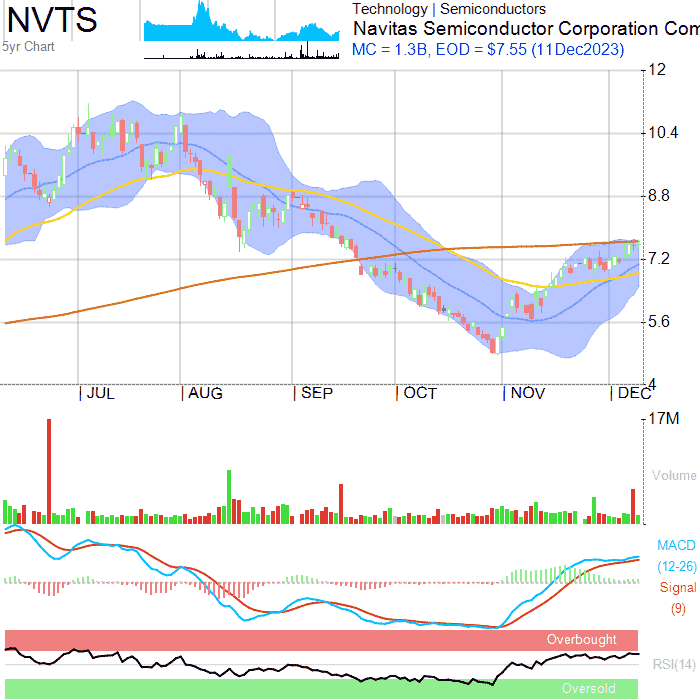 NVTS
5yr Chart
Technology | Semiconductors
Navitas Semiconductor Corporation Com
MC = 1.3B, EOD = $7.55 (11Dec2023)
12
10.4
8.8
7.2
5.6
4
JUL AUG SEP OCT NOV DEC
17M
Volume
MACD
(12-26)
Signal
(9)
Overbought
RSI(14)
Oversold